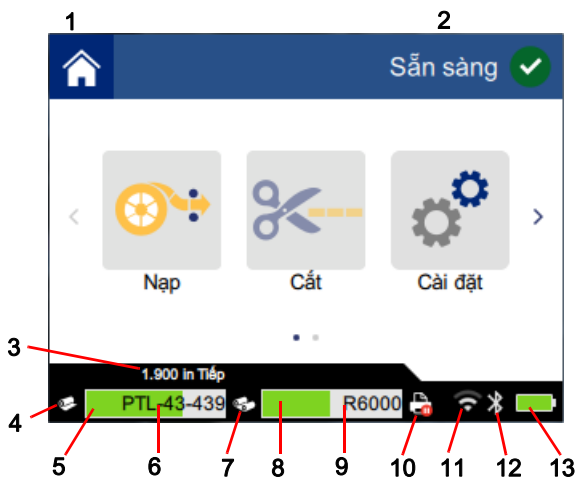 1
2
Sẵn sàng
Nạp
Cắt
Cài đặt
3
1.900 in Tiếp
PTL-43-439
R6000
4
5
6
7
8
9
10
11
12
13